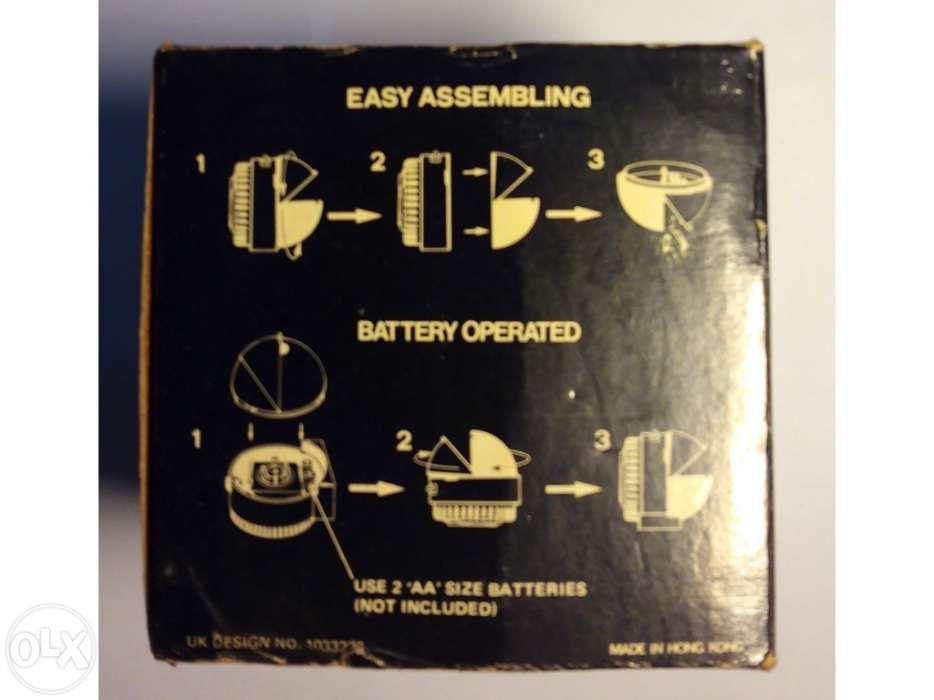 EASY ASSEMBLING
1 2 3
BATTERY OPERATED
1 2 3
USE 2 'AA' SIZE BATTERIES
(NOT INCLUDED)
UK DESIGN NO. MADE IN HONG KONG
OLX